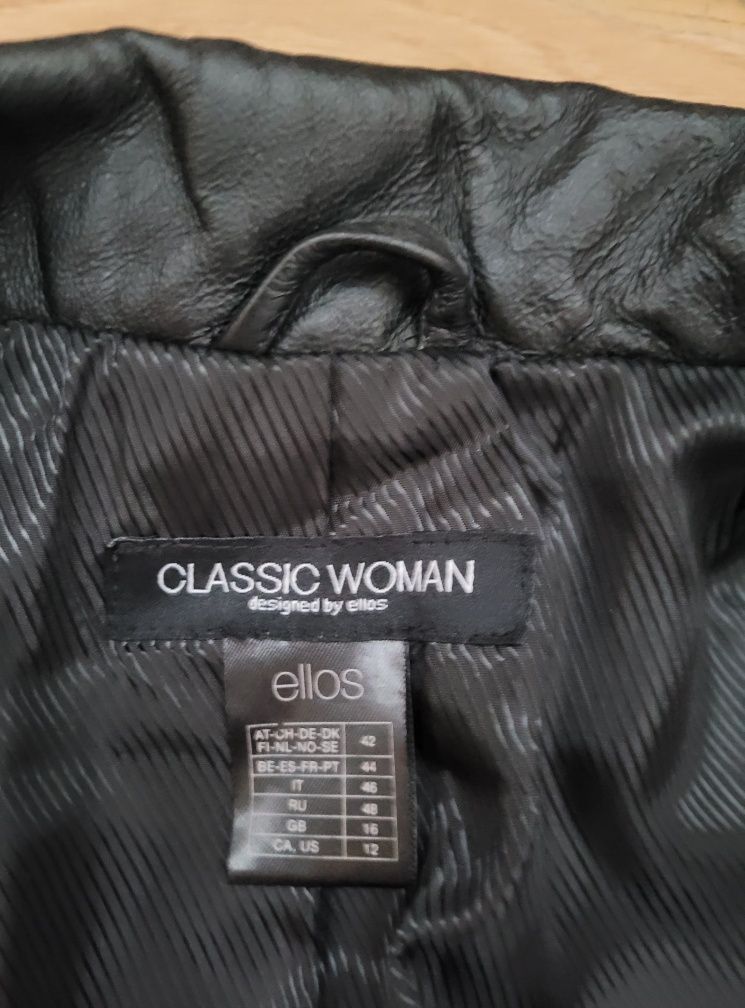 CLASSIC WOMAN
designed by ellos
ellos
AT-CH-DE-DK
FI-NL-NO-SE 42
BE-ES-FR-PT 44
IT 46
RU 48
GB 16
CA, US 12